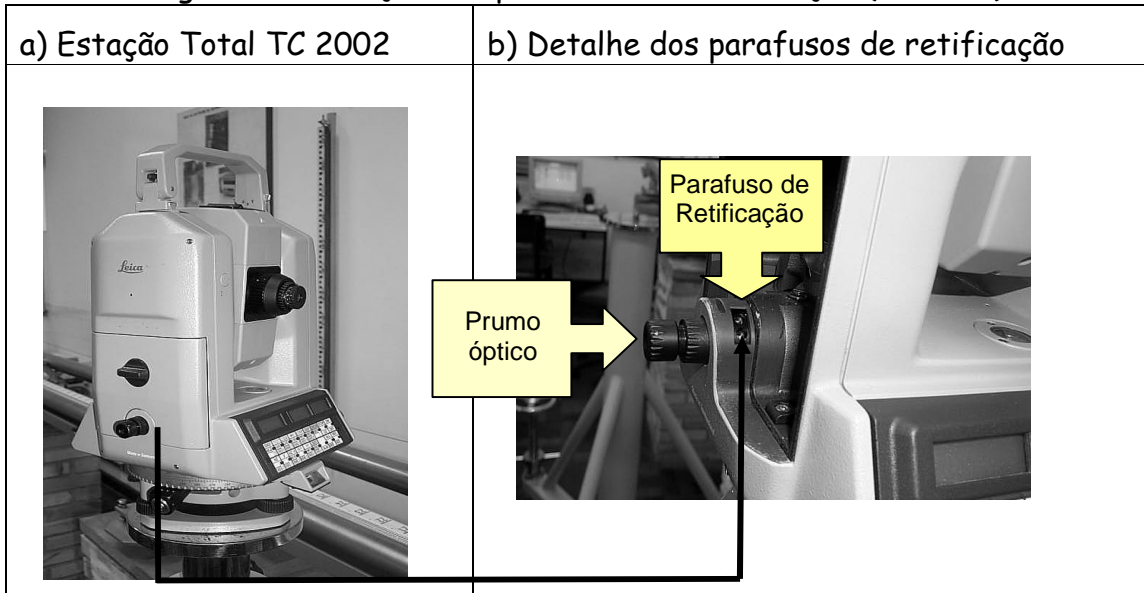 a) Estação Total TC 2002
b) Detalhe dos parafusos de retificação
Leica
Parafuso de
Retificação
Prumo
óptico